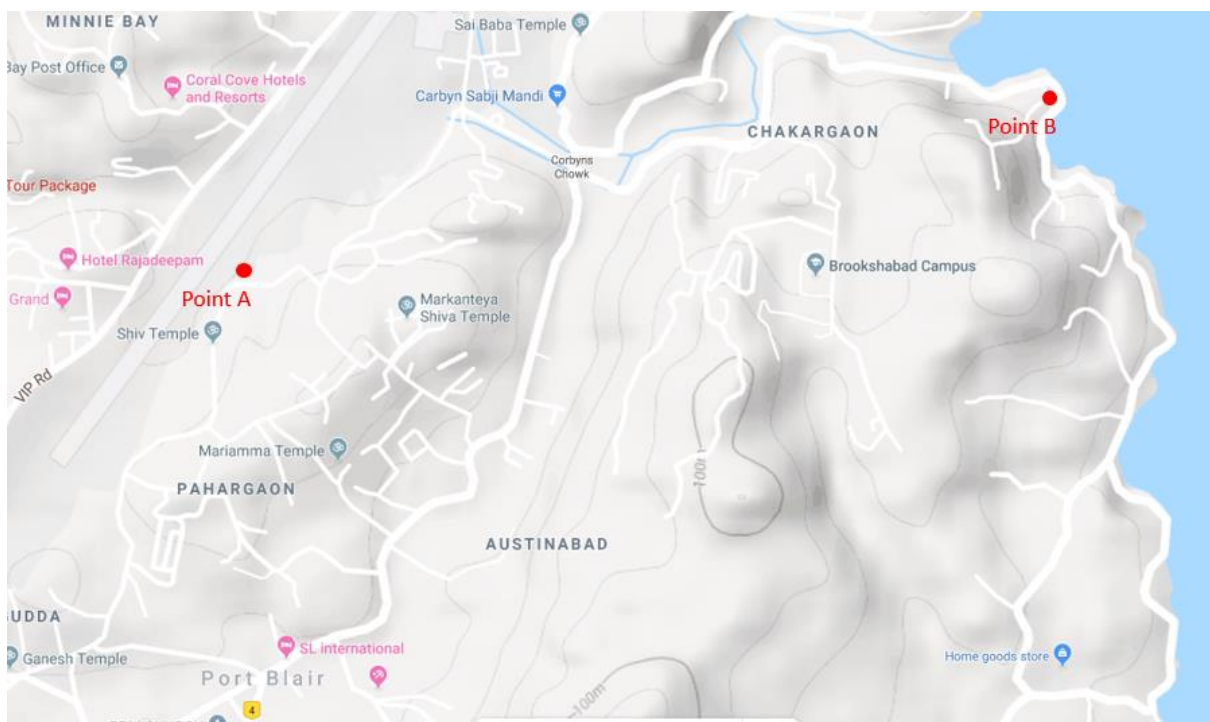 MINNIE BAY
Sai Baba Temple
Bay Post Office
Coral Cove Hotels
and Resorts
Carbyn Sabji Mandi
Point B
CHAKARGAON
Corbyns
Chowk
Tour Package
Hotel Rajadeepam
Brookshabad Campus
Point A
Grand
Markanteya
Shiva Temple
Shiv Temple
VIP Rd
Mariamma Temple
100m
PAHARGAON
AUSTINABAD
UDDA
SL international
Ganesh Temple
Home goods store
Port Blair
100m
4